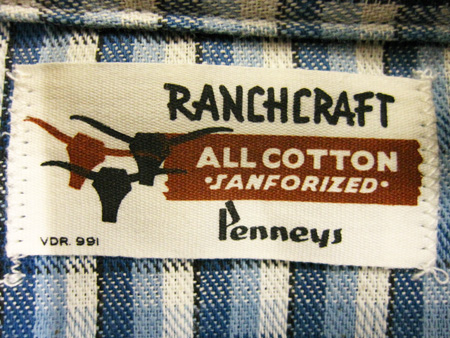 RANCHCRAFT
ALL COTTON
•SANFORIZED•
Penneys
VDR. 991